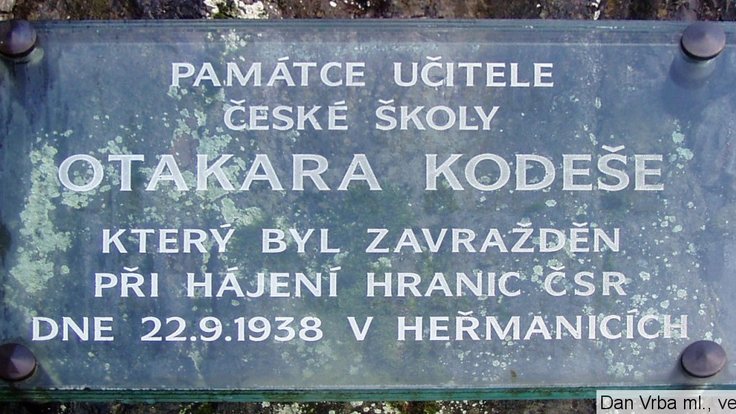 PAMÁTCE UČITELE
ČESKÉ ŠKOLY
OTAKARA KODEŠE
KTERÝ BYL ZAVRAŽDĚN
PŘI HÁJENÍ HRANIC ČSR
DNE 22.9.1938 V HEŘMANICÍCH
Dan Vrba ml., ve